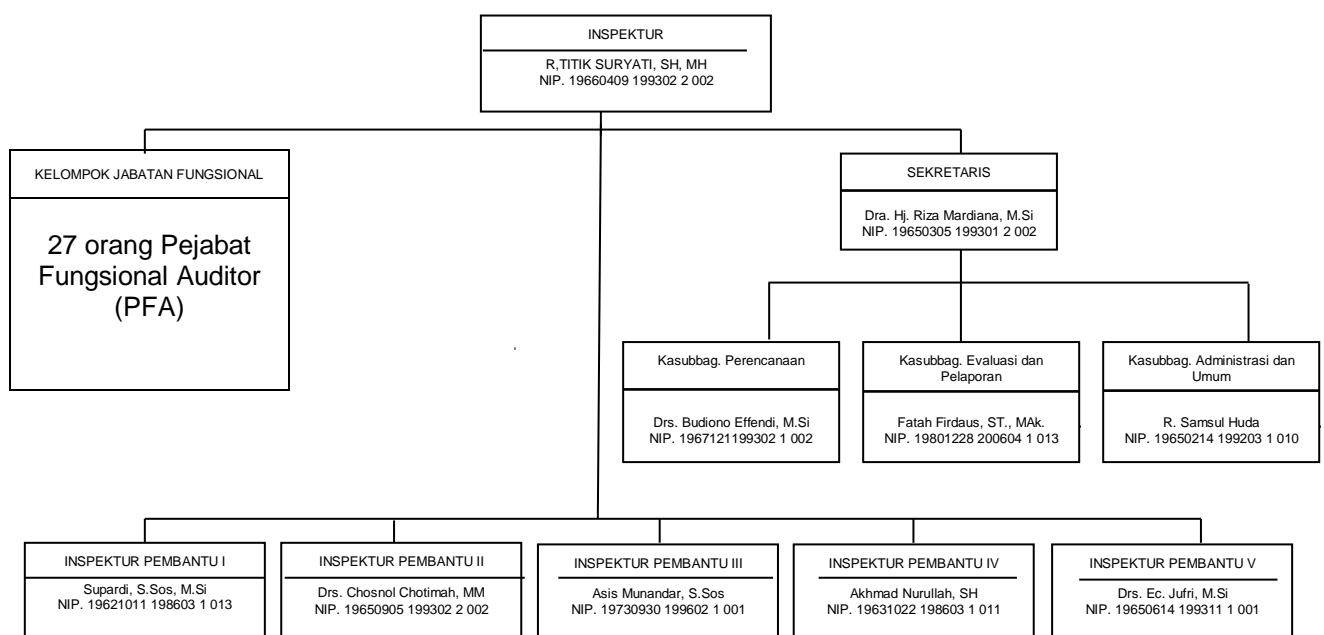 INSPEKTUR
R,TITIK SURYATI, SH, MH
NIP. 19660409 199302 2 002
KELOMPOK JABATAN FUNGSIONAL
27 orang Pejabat
Fungsional Auditor
(PFA)
SEKRETARIS
Dra. Hj. Riza Mardiana, M.Si
NIP. 19650305 199301 2 002
Kasubbag. Perencanaan
Drs. Budiono Effendi, M.Si
NIP. 1967121199302 1 002
Kasubbag. Evaluasi dan
Pelaporan
Fatah Firdaus, ST., MAk.
NIP. 19801228 200604 1 013
Kasubbag. Administrasi dan
Umum
R. Samsul Huda
NIP. 19650214 199203 1 010
INSPEKTUR PEMBANTU I
Supardi, S.Sos, M.Si
NIP. 19621011 198603 1 013
INSPEKTUR PEMBANTU II
Drs. Chosnol Chotimah, MM
NIP. 19650905 199302 2 002
INSPEKTUR PEMBANTU III
Asis Munandar, S.Sos
NIP. 19730930 199602 1 001
INSPEKTUR PEMBANTU IV
Akhmad Nurullah, SH
NIP. 19631022 198603 1 011
INSPEKTUR PEMBANTU V
Drs. Ec. Jufri, M.Si
NIP. 19650614 199311 1 001